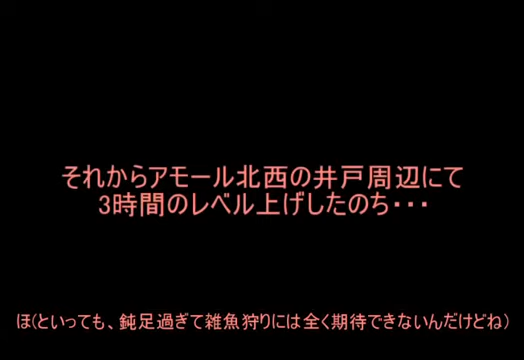 それからアモール北西の井戸周辺にて
3時間のレベル上げしたのち・・・
ほ(といっても、鈍足過ぎて雑魚狩りには全く期待できないんだけどね)